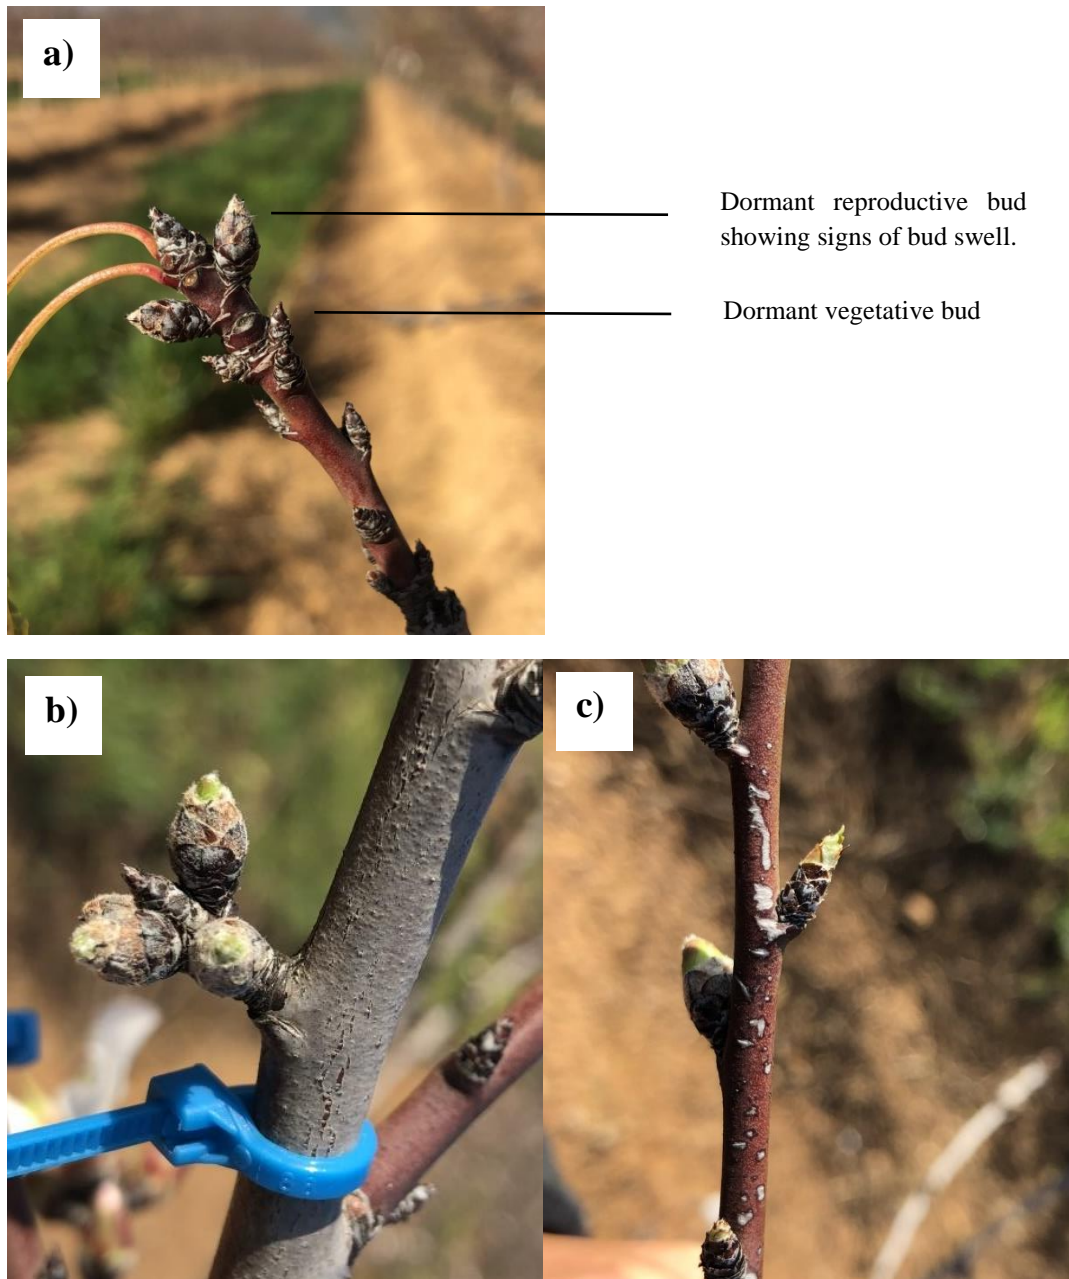 a)
Dormant reproductive bud
showing signs of bud swell.
Dormant vegetative bud
b)
c)